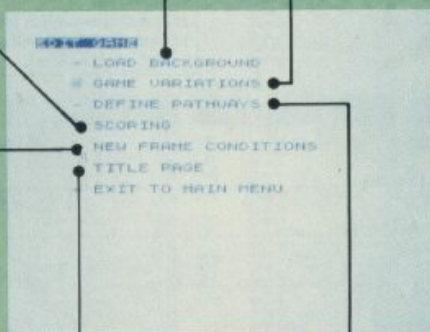 EDIT GAME
- LOAD BACKGROUND
GAME VARIATIONS
- DEFINE PATHWAYS
SCORING
NEW FRAME CONDITIONS
TITLE PAGE
EXIT TO MAIN MENU